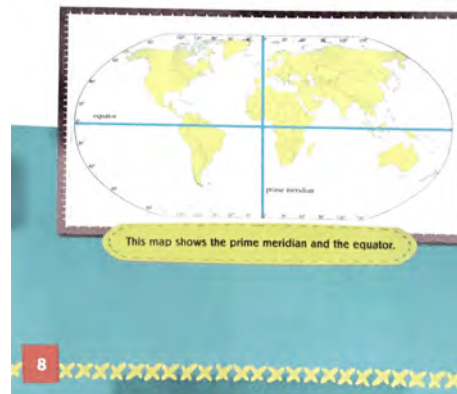 equator
prime meridian
This map shows the prime meridian and the equator.
8